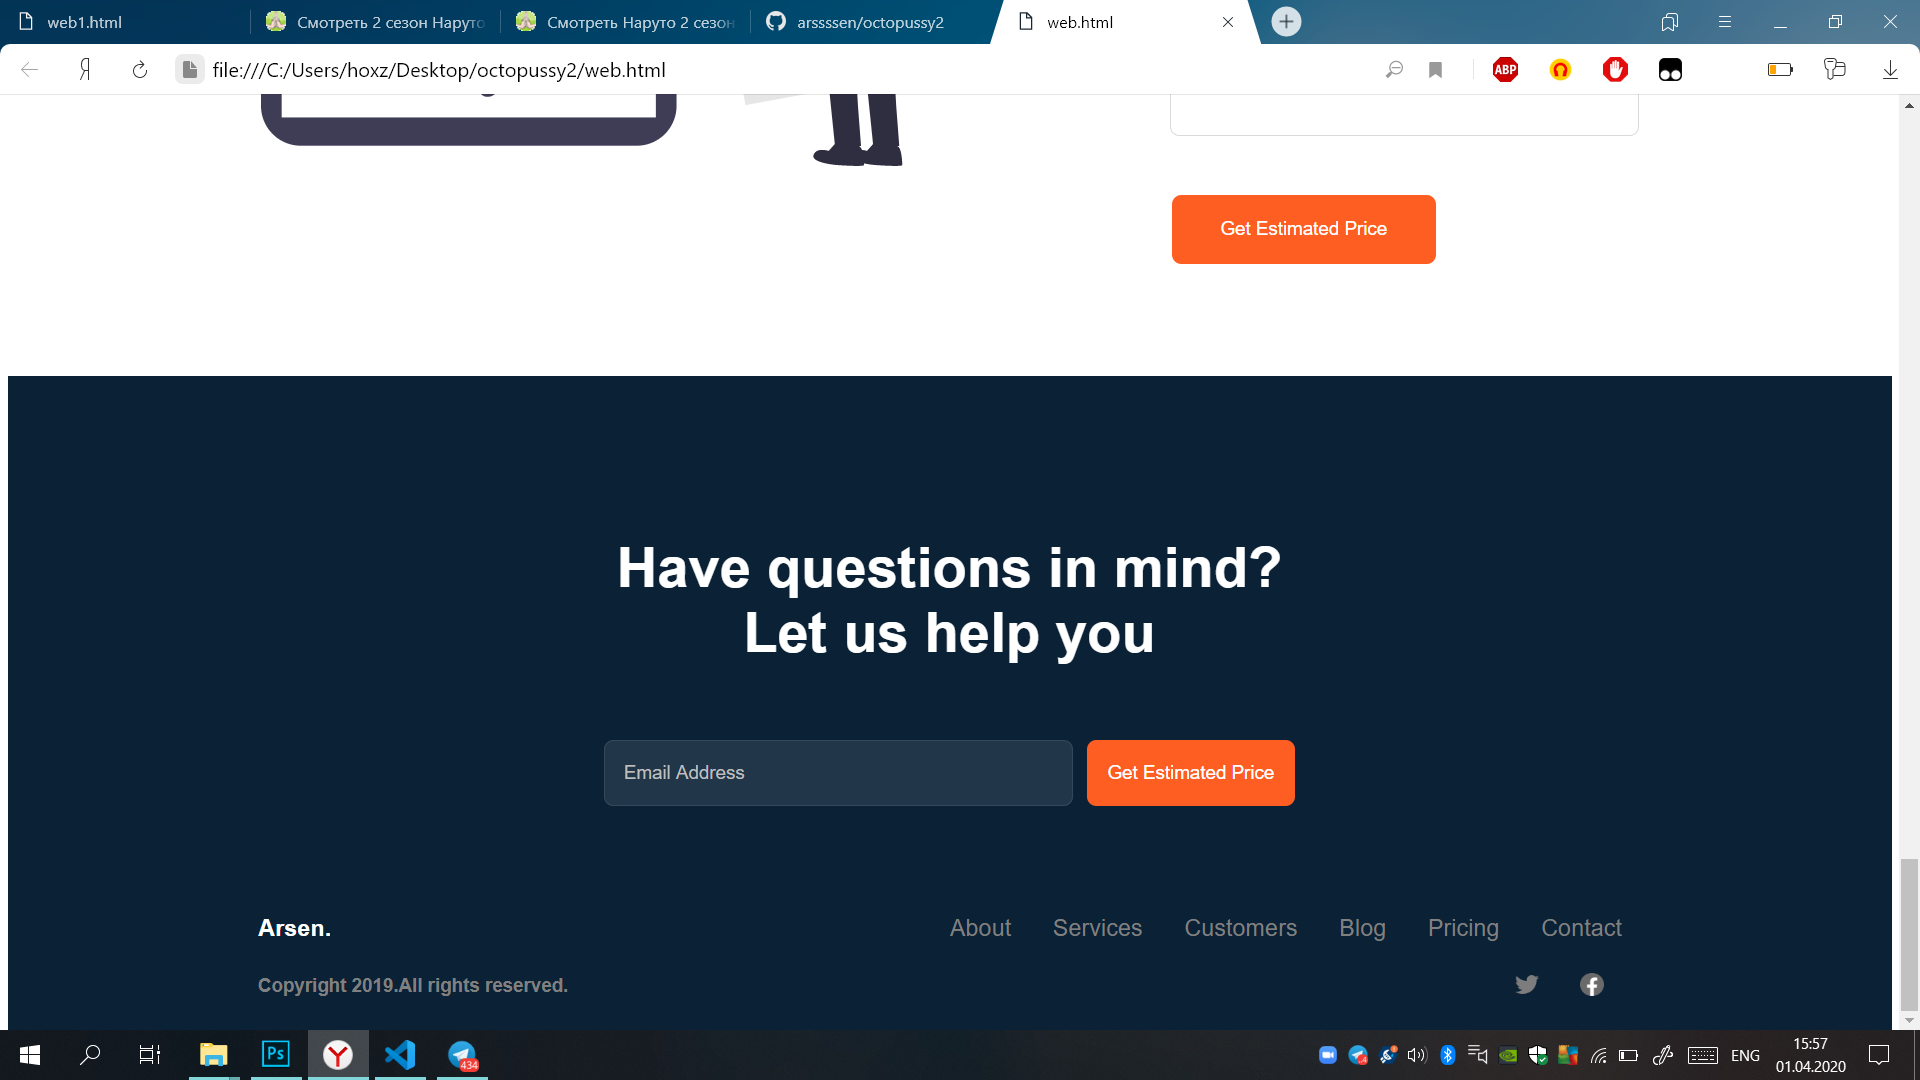 web1.html
Смотреть 2 сезон Наруто
Смотреть Наруто 2 сезон
arssssen/octopussy2
web.html
file:///C:/Users/hoxz/Desktop/octopussy2/web.html
ABP
Get Estimated Price
Have questions in mind?
Let us help you
Email Address
Get Estimated Price
Arsen.
About Services Customers Blog Pricing Contact
Copyright 2019.All rights reserved.
Ps
434
ENG
15:57
01.04.2020